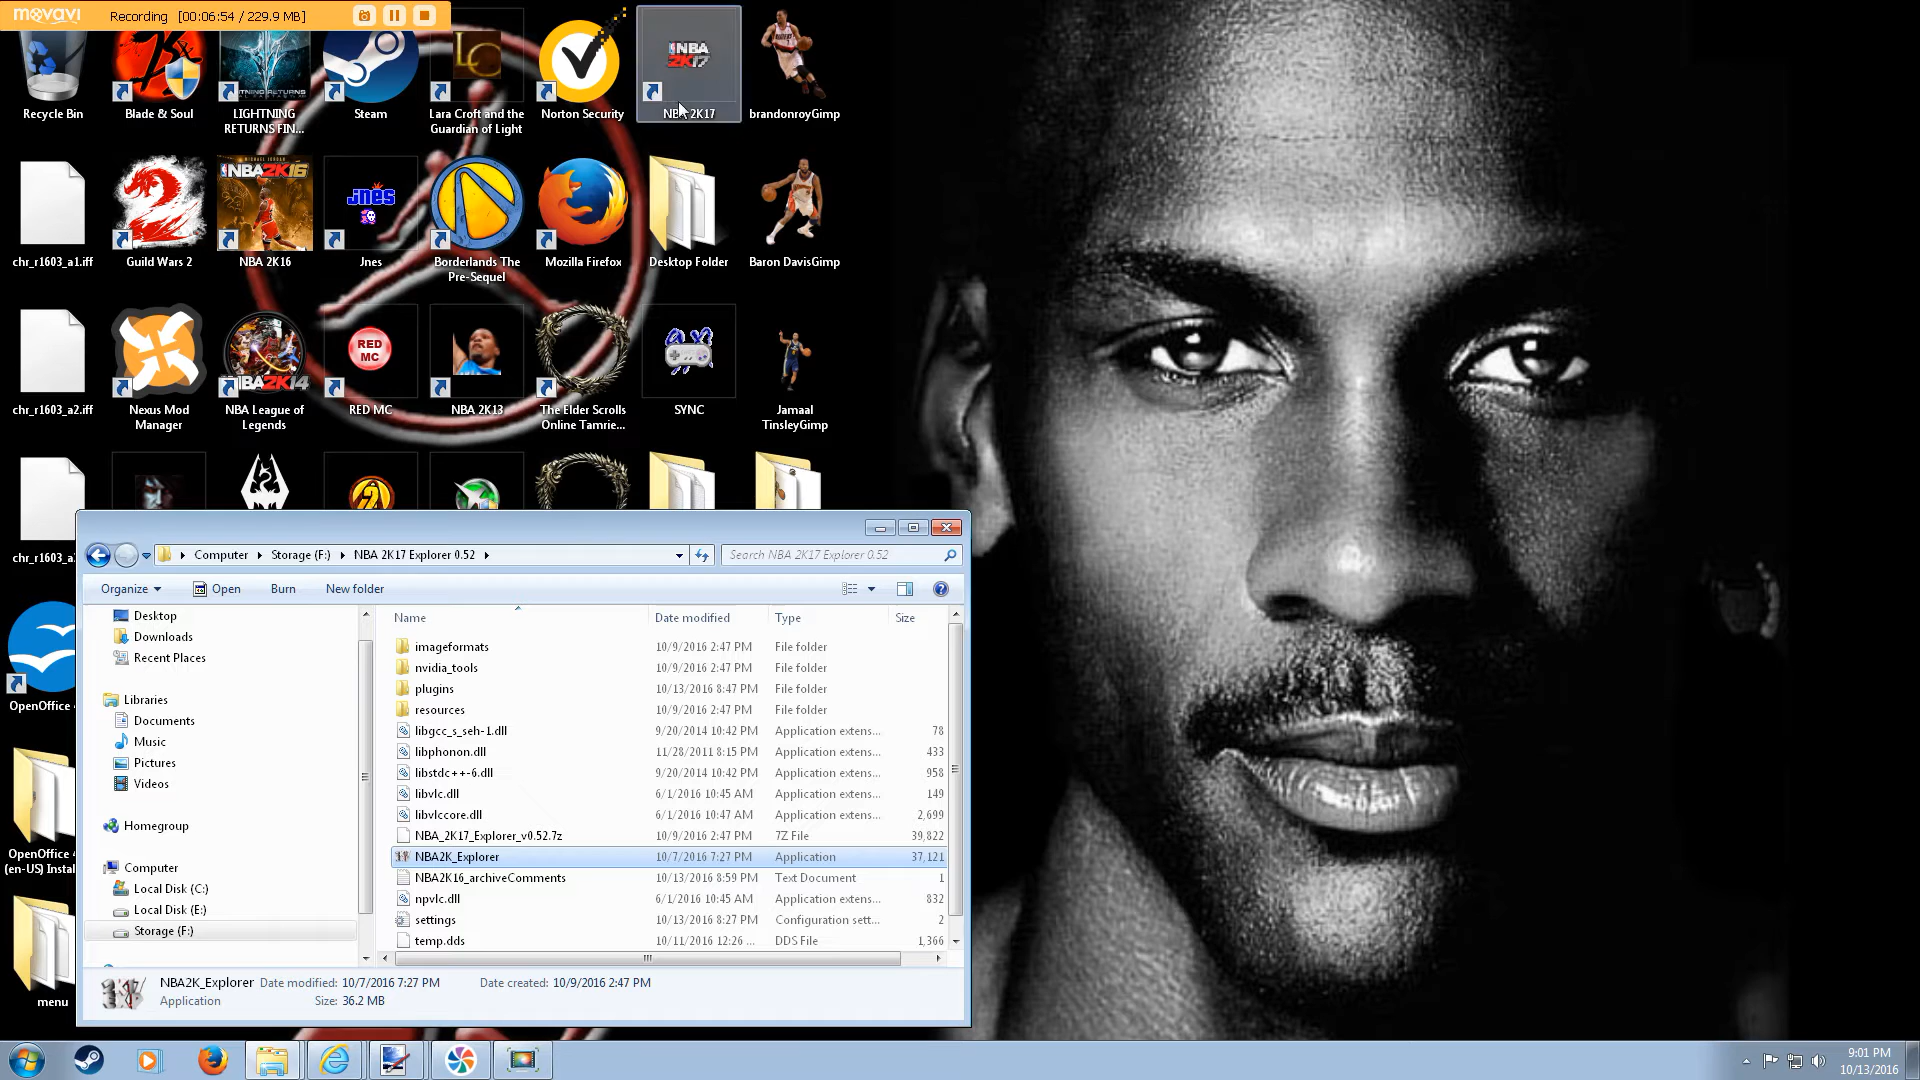 movavi Recording [00:06:54 / 229.9 MB]
Recycle Bin
Blade & Soul
LIGHTNING RETURNS FIN...
Steam
Lara Croft and the Guardian of Light
Norton Security
NBA 2K17
brandonroyGimp
chr_r1603_a1.iff
Guild Wars 2
NBA 2K16
Jnes
Borderlands The Pre-Sequel
Mozilla Firefox
Desktop Folder
Baron DavisGimp
chr_r1603_a2.iff
Nexus Mod Manager
NBA League of Legends
RED MC
NBA 2K13
The Elder Scrolls Online Tamrie...
SYNC
Jamaal TinsleyGimp
Computer Storage (F:) NBA 2K17 Explorer 0.52
Search NBA 2K17 Explorer 0.52
Organize Open Burn New folder
Desktop
Downloads
Recent Places
Libraries
Documents
Music
Pictures
Videos
Homegroup
Computer
Local Disk (C:)
Local Disk (E:)
Storage (F:)
Name Date modified Type Size
imageformats 10/9/2016 2:47 PM File folder
nvidia_tools 10/9/2016 2:47 PM File folder
plugins 10/13/2016 8:47 PM File folder
resources 10/9/2016 2:47 PM File folder
libgcc_s_seh-1.dll 9/20/2014 10:42 PM Application extens... 78
libphonon.dll 11/28/2011 8:15 PM Application extens... 433
libstdc++-6.dll 9/20/2014 10:42 PM Application extens... 958
libvlc.dll 6/1/2016 10:45 AM Application extens... 149
libvlccore.dll 6/1/2016 10:47 AM Application extens... 2,699
NBA_2K17_Explorer_v0.52.7z 10/9/2016 2:47 PM 7Z File 39,822
NBA2K_Explorer 10/7/2016 7:27 PM Application 37,121
NBA2K16_archiveComments 10/13/2016 8:59 PM Text Document 1
npvlc.dll 6/1/2016 10:45 AM Application extens... 832
settings 10/13/2016 8:27 PM Configuration sett... 2
temp.dds 10/11/2016 12:26 ... DDS File 1,366
NBA2K_Explorer Date modified: 10/7/2016 7:27 PM Date created: 10/9/2016 2:47 PM
Application Size: 36.2 MB
menu
9:01 PM
10/13/2016